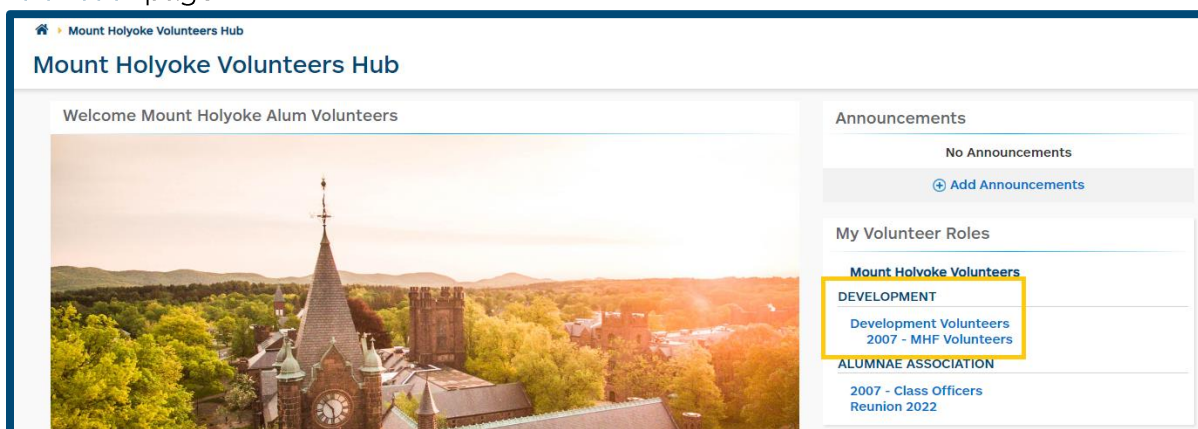 Mount Holyoke Volunteers Hub
Mount Holyoke Volunteers Hub
Welcome Mount Holyoke Alum Volunteers
Announcements
No Announcements
Add Announcements
My Volunteer Roles
Mount Holyoke Volunteers
DEVELOPMENT
Development Volunteers
2007 - MHF Volunteers
ALUMNAE ASSOCIATION
2007 - Class Officers
Reunion 2022